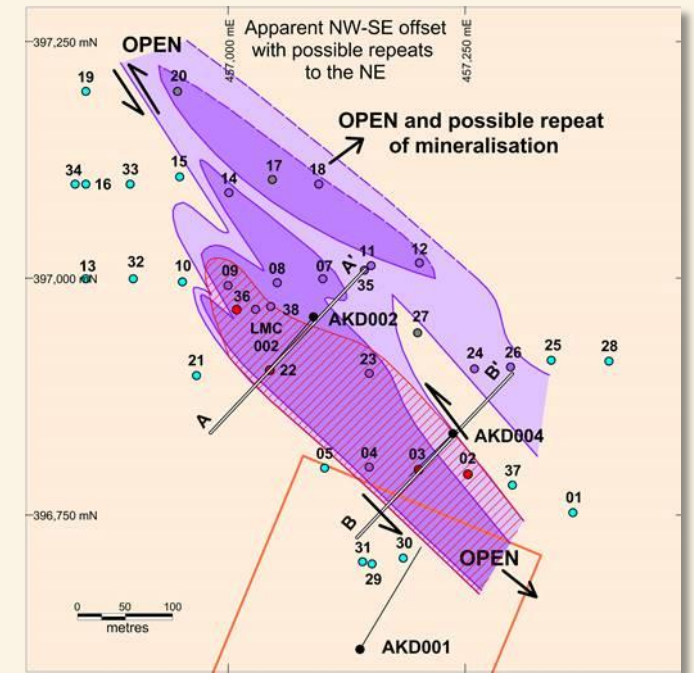 Apparent NW-SE offset
with possible repeats
to the NE
457,000 mE
457,250 mE
397,250 mN
OPEN
19
20
OPEN and possible repeat
of mineralisation
34
16
33
15
14
17
18
397,000 mN
13
32
10
09
08
07
A'
11
35
12
36
38
AKD002
LMC
002
27
21
22
23
24
B'
26
25
28
A
AKD004
05
04
03
02
37
01
396,750 mN
B
31
30
29
OPEN
0 50 100
metres
AKD001